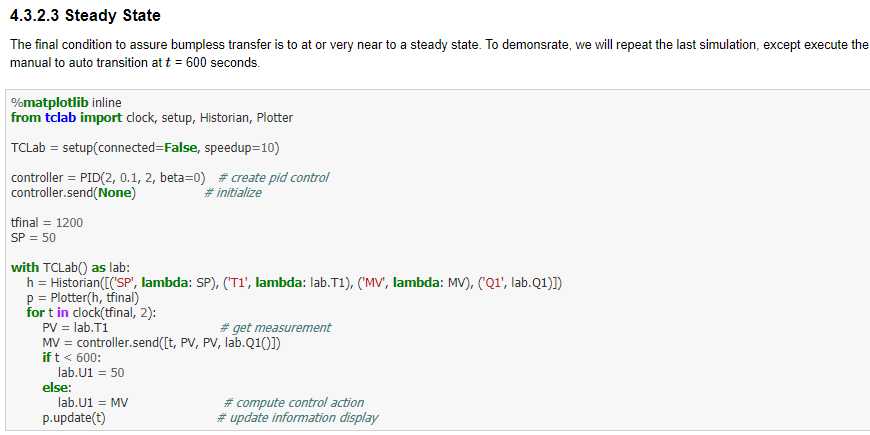 4.3.2.3 Steady State
The final condition to assure bumpless transfer is to at or very near to a steady state. To demonsrate, we will repeat the last simulation, except execute the
manual to auto transition at t = 600 seconds.
%matplotlib inline
from tclab import clock, setup, Historian, Plotter
TCLab = setup(connected=False, speedup=10)
controller = PID(2, 0.1, 2, beta=0)   # create pid control
controller.send(None)                 # initialize
tfinal = 1200
SP = 50
with TCLab() as lab:
    h = Historian([('SP', lambda: SP), ('T1', lambda: lab.T1), ('MV', lambda: MV), ('Q1', lab.Q1)])
    p = Plotter(h, tfinal)
    for t in clock(tfinal, 2):
        PV = lab.T1                   # get measurement
        MV = controller.send([t, PV, PV, lab.Q1()])
        if t < 600:
            lab.U1 = 50
        else:
            lab.U1 = MV               # compute control action
        p.update(t)                   # update information display